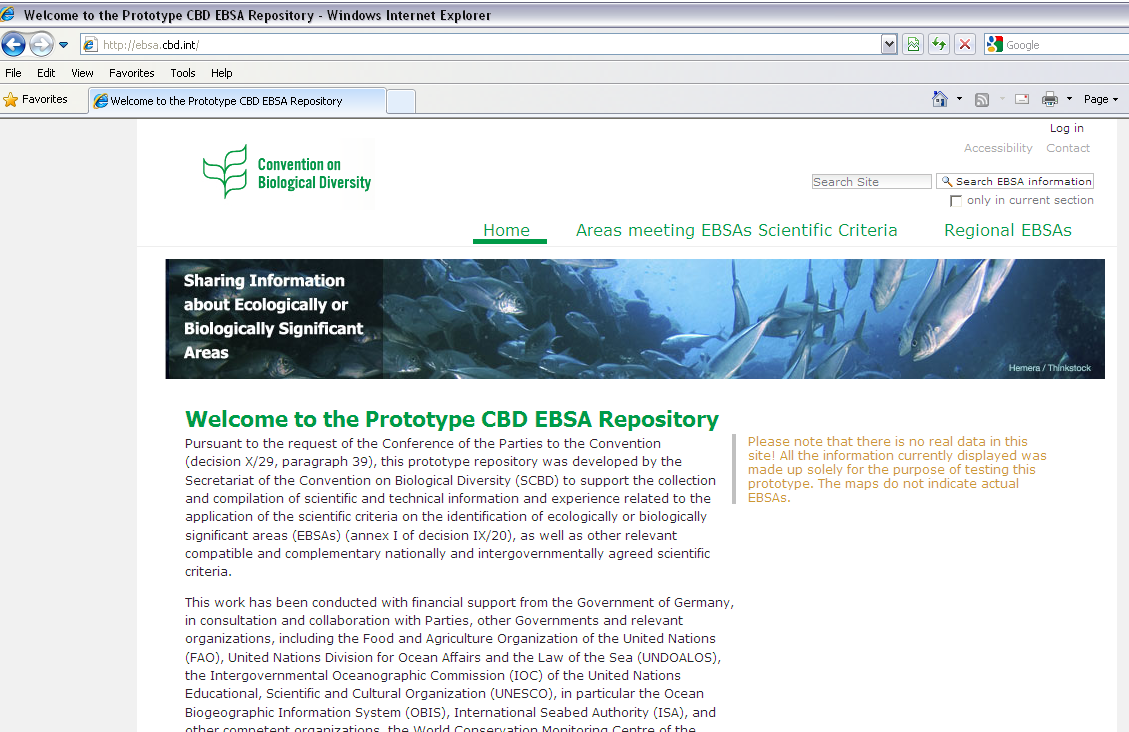 Welcome to the Prototype CBD EBSA Repository - Windows Internet Explorer
http://ebsa.cbd.int/
Google
File Edit View Favorites Tools Help
Favorites
Welcome to the Prototype CBD EBSA Repository
Page
Log in
Accessibility Contact
Convention on
Biological Diversity
Search Site
Search EBSA information
only in current section
Home Areas meeting EBSAs Scientific Criteria Regional EBSAs
Sharing Information
about Ecologically or
Biologically Significant
Areas
Hemera / Thinkstock
Welcome to the Prototype CBD EBSA Repository
Pursuant to the request of the Conference of the Parties to the Convention
(decision X/29, paragraph 39), this prototype repository was developed by the
Secretariat of the Convention on Biological Diversity (SCBD) to support the collection
and compilation of scientific and technical information and experience related to the
application of the scientific criteria on the identification of ecologically or biologically
significant areas (EBSAs) (annex I of decision IX/20), as well as other relevant
compatible and complementary nationally and intergovernmentally agreed scientific
criteria.
Please note that there is no real data in this
site! All the information currently displayed was
made up solely for the purpose of testing this
prototype. The maps do not indicate actual
EBSAs.
This work has been conducted with financial support from the Government of Germany,
in consultation and collaboration with Parties, other Governments and relevant
organizations, including the Food and Agriculture Organization of the United Nations
(FAO), United Nations Division for Ocean Affairs and the Law of the Sea (UNDOALOS),
the Intergovernmental Oceanographic Commission (IOC) of the United Nations
Educational, Scientific and Cultural Organization (UNESCO), in particular the Ocean
Biogeographic Information System (OBIS), International Seabed Authority (ISA), and
other competent organizations, the World Conservation Monitoring Centre of the